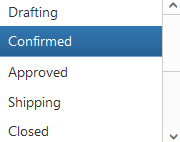 Drafting
Confirmed
Approved
Shipping
Closed